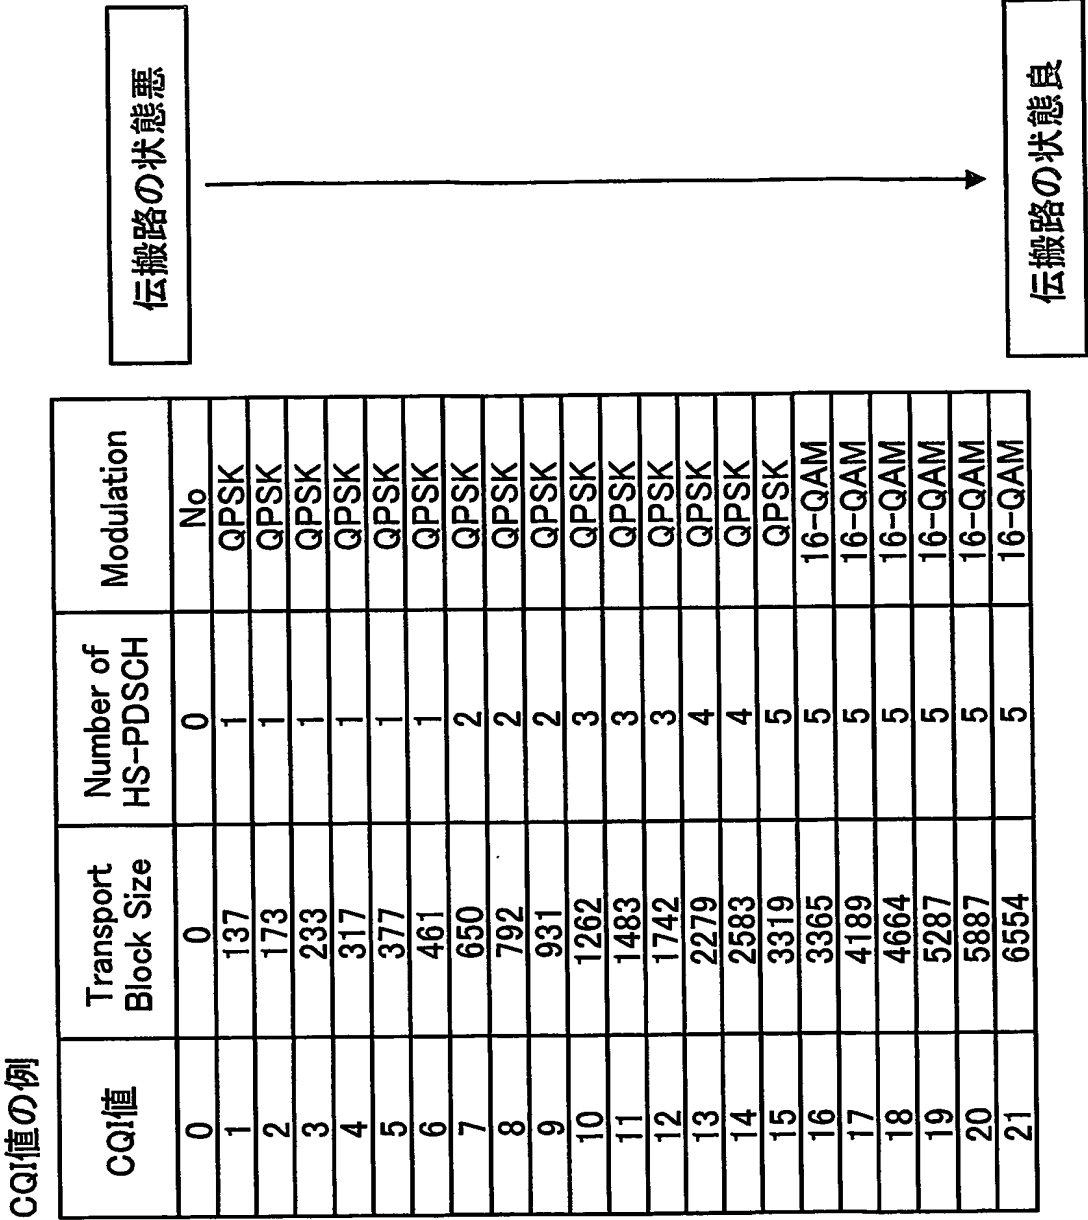 CQI値の例
CQI値 Transport Block Size Number of HS-PDSCH Modulation
0 0 0 No
1 137 1 QPSK
2 173 1 QPSK
3 233 1 QPSK
4 317 1 QPSK
5 377 1 QPSK
6 461 1 QPSK
7 650 2 QPSK
8 792 2 QPSK
9 931 2 QPSK
10 1262 3 QPSK
11 1483 3 QPSK
12 1742 3 QPSK
13 2279 4 QPSK
14 2583 4 QPSK
15 3319 5 QPSK
16 3365 5 16-QAM
17 4189 5 16-QAM
18 4664 5 16-QAM
19 5287 5 16-QAM
20 5887 5 16-QAM
21 6554 5 16-QAM
伝搬路の状態悪
伝搬路の状態良